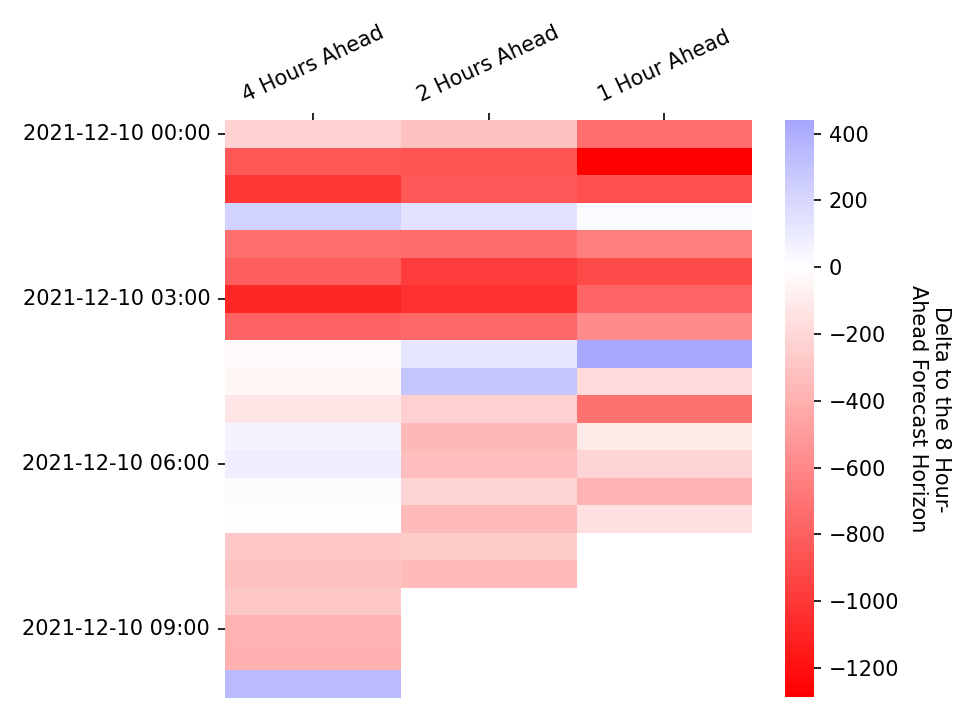 4 Hours Ahead
2 Hours Ahead
1 Hour Ahead
2021-12-10 00:00
2021-12-10 03:00
2021-12-10 06:00
2021-12-10 09:00
400
200
0
−200
−400
−600
−800
−1000
−1200
Delta to the 8 Hour-
Ahead Forecast Horizon